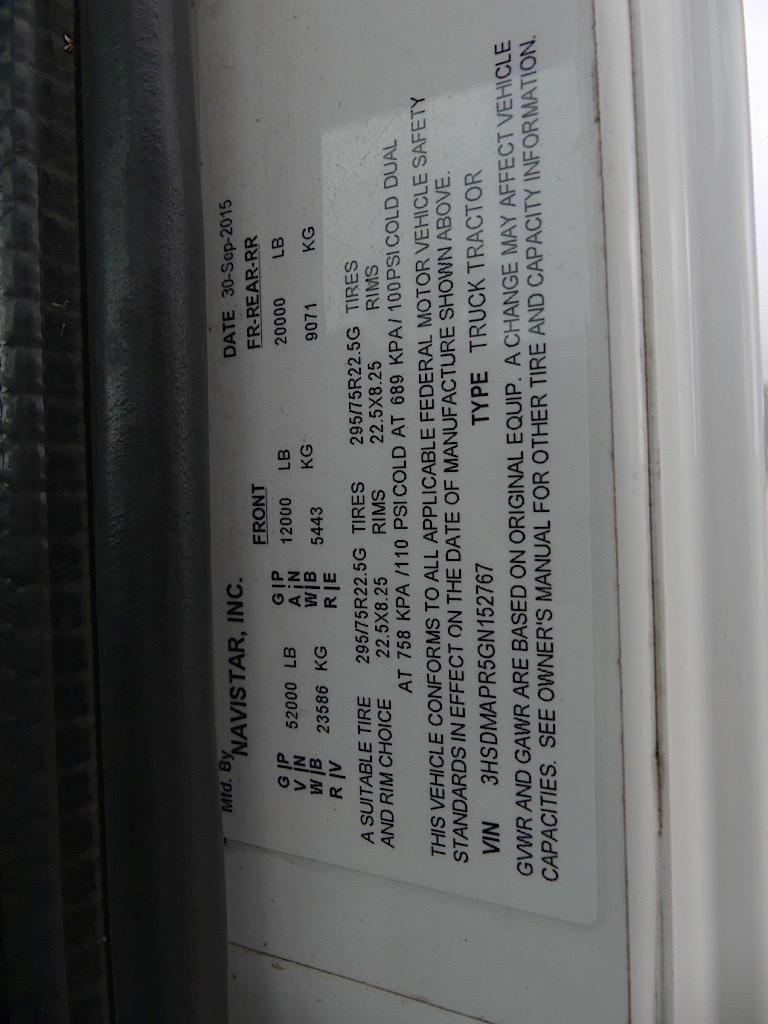 Mfd. By
NAVISTAR, INC. DATE 30-Sep-2015
FRONT FR-REAR-RR
G|P 52000 LB G|P 12000 LB 20000 LB
V|N A|N
W|B 23586 KG W|B 5443 KG 9071 KG
R|V R|E
A SUITABLE TIRE 295/75R22.5G TIRES 295/75R22.5G TIRES
AND RIM CHOICE 22.5X8.25 RIMS 22.5X8.25 RIMS
AT 758 KPA /110 PSI COLD AT 689 KPA/ 100PSI COLD DUAL
THIS VEHICLE CONFORMS TO ALL APPLICABLE FEDERAL MOTOR VEHICLE SAFETY
STANDARDS IN EFFECT ON THE DATE OF MANUFACTURE SHOWN ABOVE.
VIN 3HSDMAPR5GN152767 TYPE TRUCK TRACTOR
GVWR AND GAWR ARE BASED ON ORIGINAL EQUIP. A CHANGE MAY AFFECT VEHICLE
CAPACITIES. SEE OWNER'S MANUAL FOR OTHER TIRE AND CAPACITY INFORMATION.